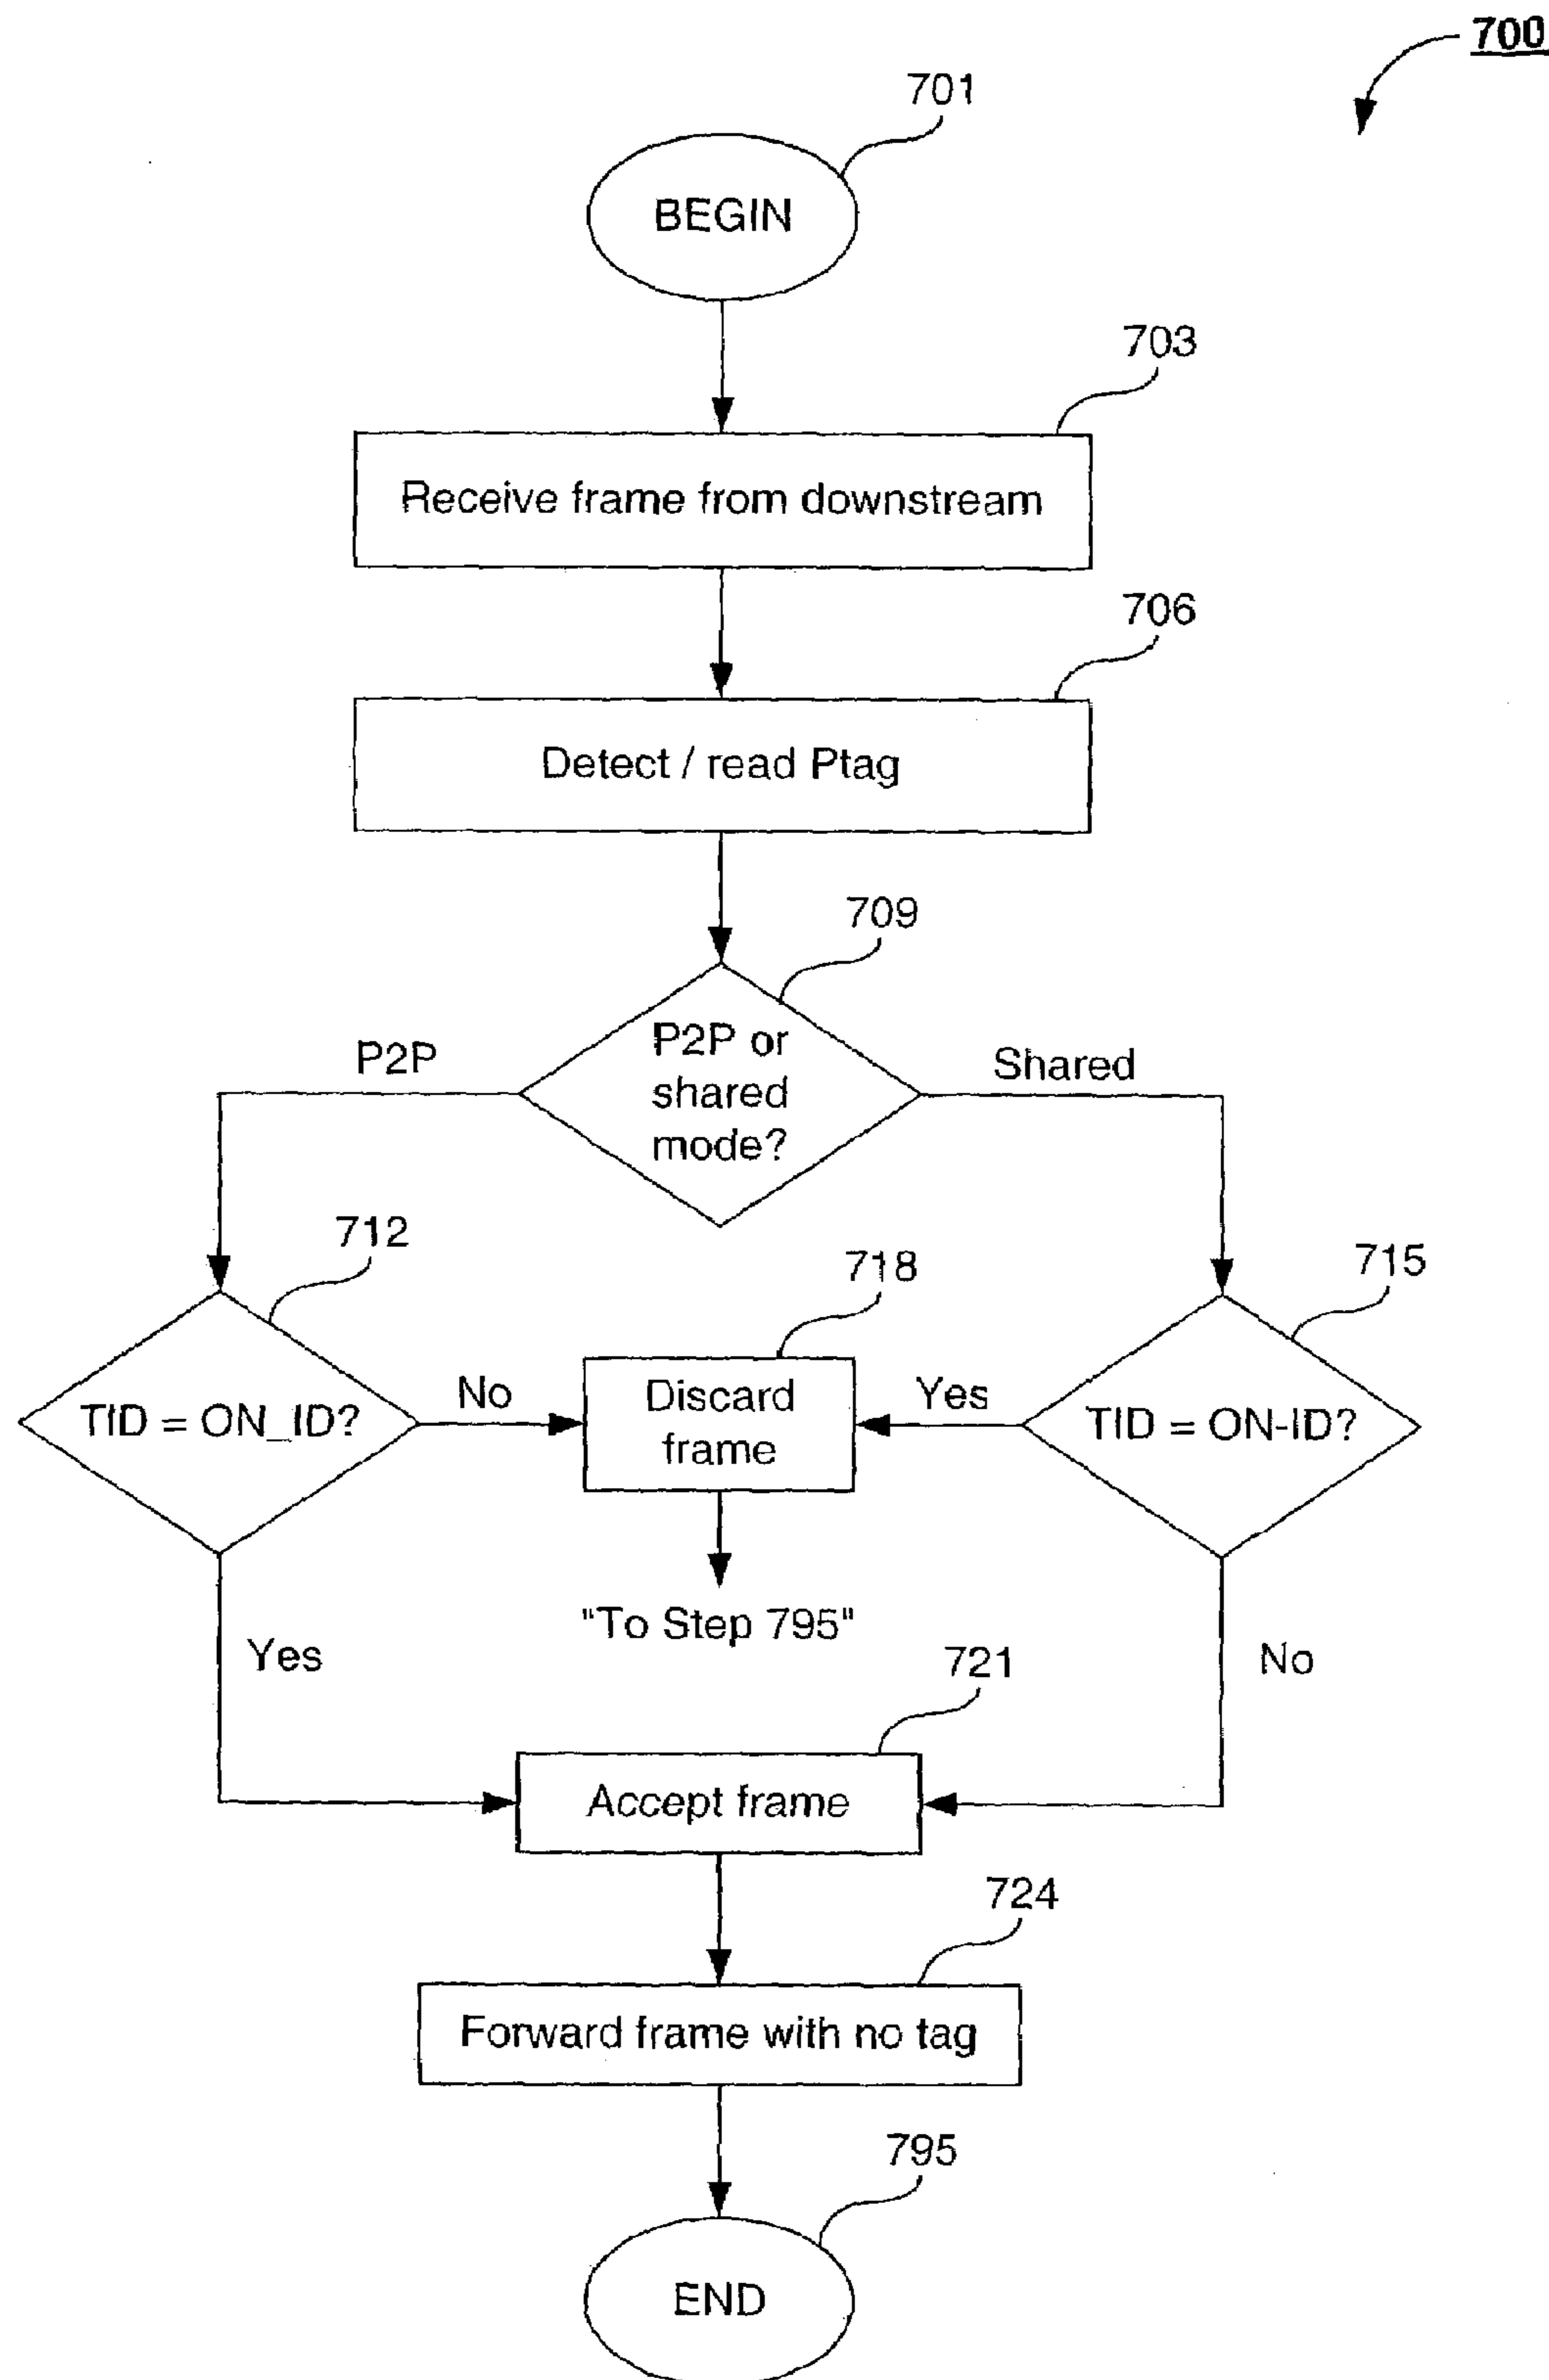 700
701
BEGIN
703
Receive frame from downstream
706
Detect / read Ptag
709
P2P or
shared
mode?
P2P
Shared
712
718
715
TID = ON_ID?
No
Discard
frame
Yes
TID = ON-ID?
"To Step 795"
Yes
No
721
Accept frame
724
Forward frame with no tag
795
END